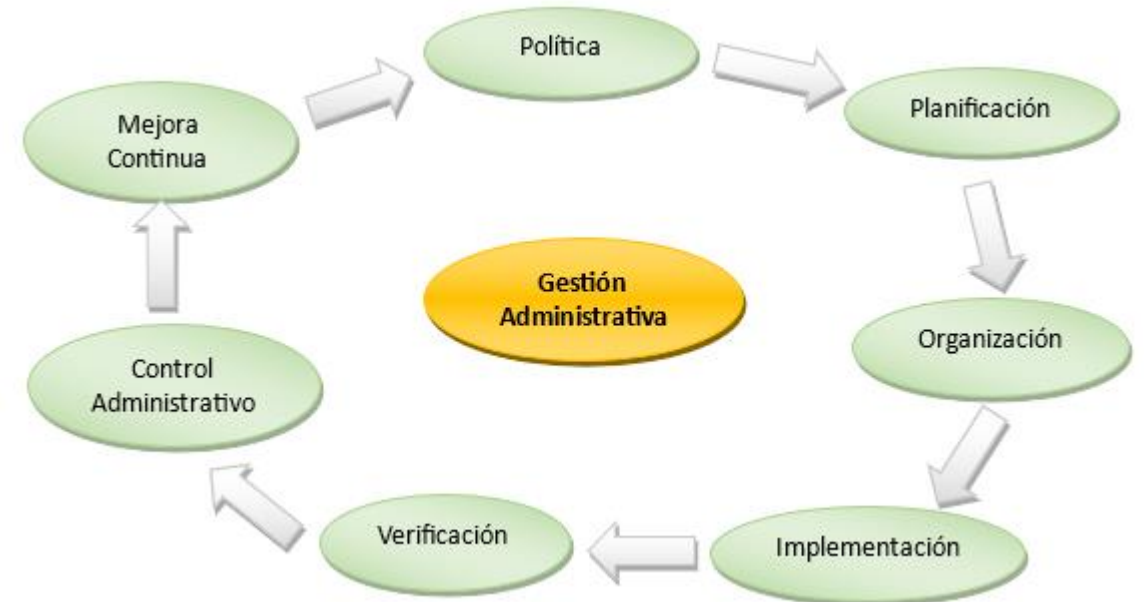 Política
Planificación
Organización
Implementación
Verificación
Control
Administrativo
Mejora
Continua
Gestión
Administrativa